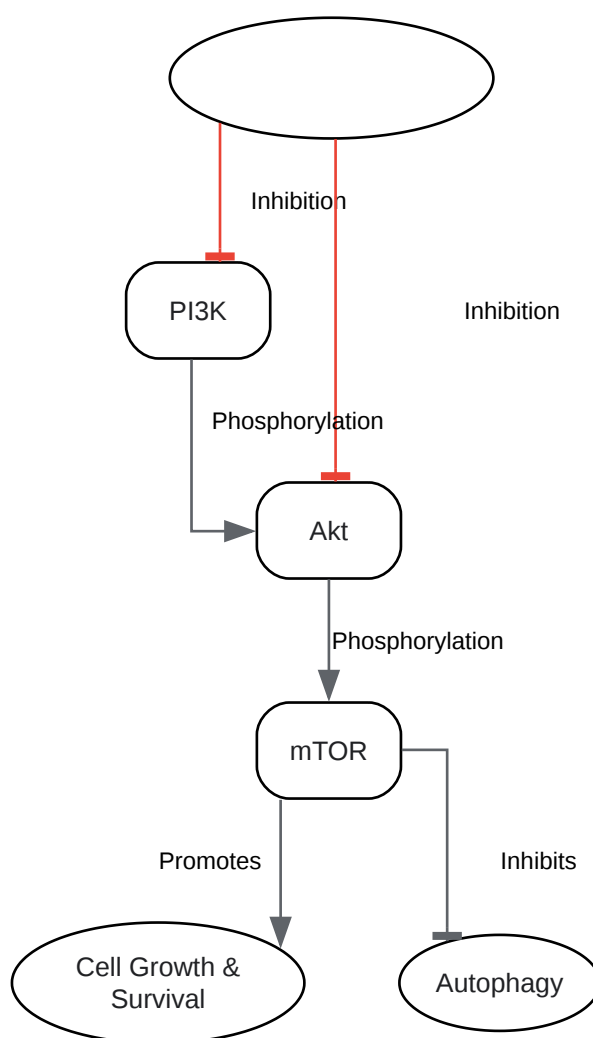 Inhibition
PI3K
Inhibition
Phosphorylation
Akt
Phosphorylation
mTOR
Promotes
Inhibits
Cell Growth &
Survival
Autophagy